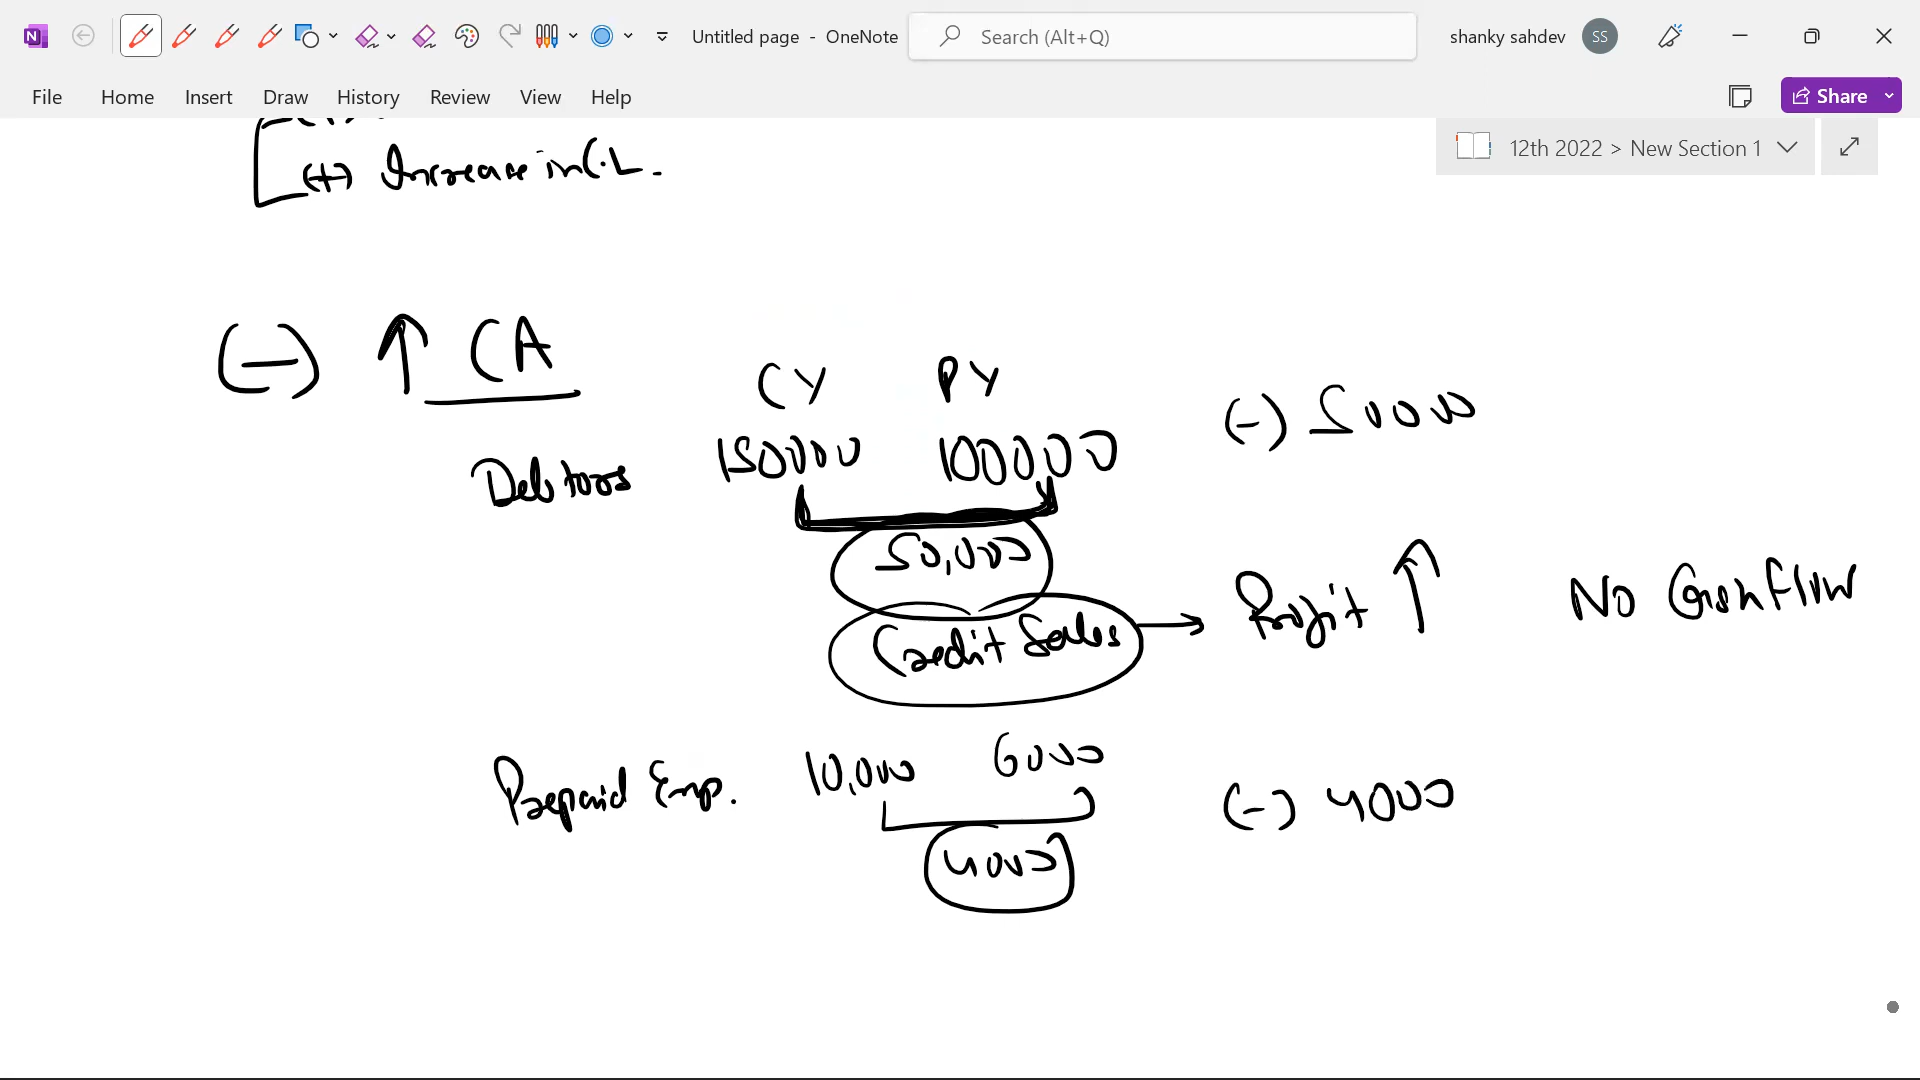 Untitled page - OneNote
Search (Alt+Q)
shanky sahdev
SS
File Home Insert Draw History Review View Help
Share
12th 2022 > New Section 1
(+) Increase in C.L.
(-) ↑ CA
CY PY
Debtors 150000 100000 (-) 50000
50,000
Credit Sales → Profit ↑ No Cashflow
Prepaid Exp. 10,000 6000 (-) 4000
4000